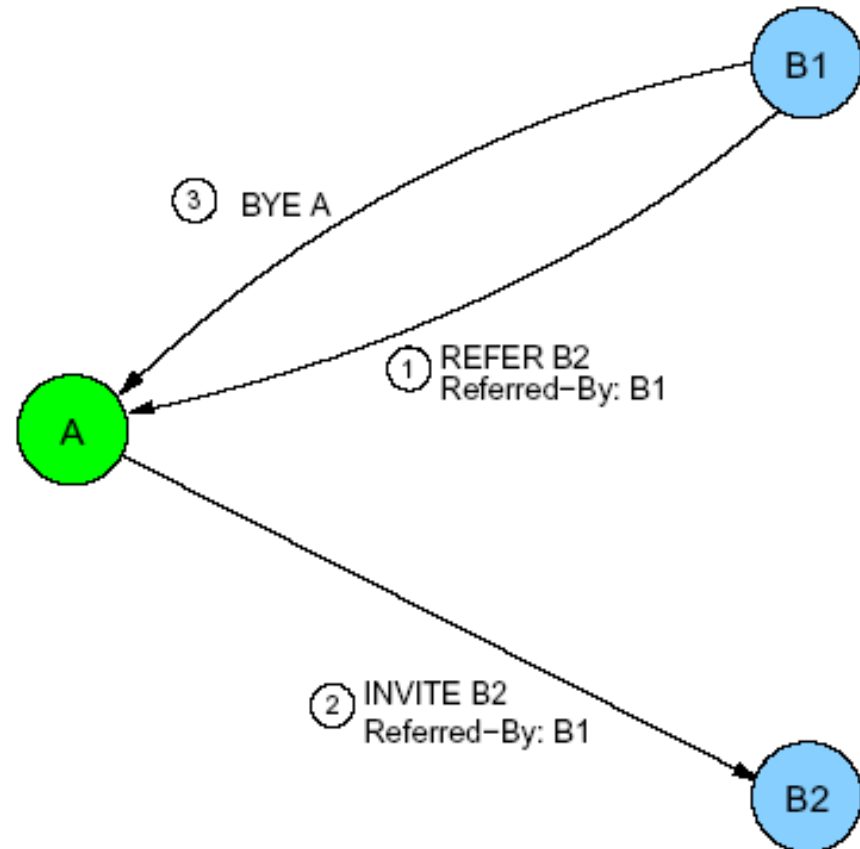 B1
3
BYE A
1
REFER B2
Referred−By: B1
A
2
INVITE B2
Referred−By: B1
B2